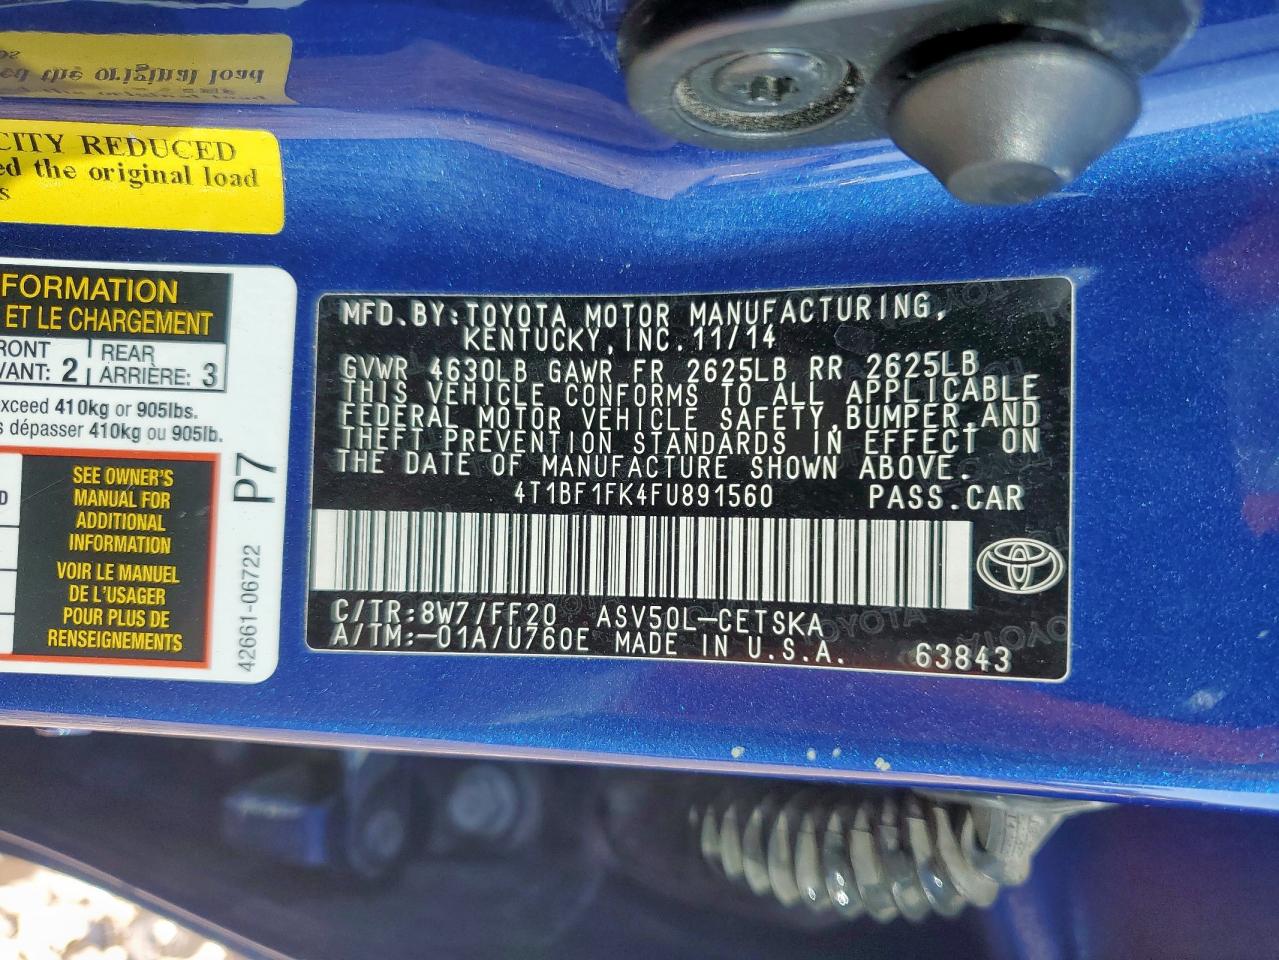 ed the original load
CITY REDUCED
ed the original load
s
FORMATION
ET LE CHARGEMENT
RONT
VANT: 2
REAR
ARRIÈRE: 3
exceed 410kg or 905lbs.
s dépasser 410kg ou 905lb.
D
SEE OWNER'S
MANUAL FOR
ADDITIONAL
INFORMATION
VOIR LE MANUEL
DE L'USAGER
POUR PLUS DE
RENSEIGNEMENTS
P7
42661-06722
MFD.BY:TOYOTA MOTOR MANUFACTURING,
KENTUCKY,INC.11/14
GVWR 4630LB GAWR FR 2625LB RR 2625LB
THIS VEHICLE CONFORMS TO ALL APPLICABLE
FEDERAL MOTOR VEHICLE SAFETY,BUMPER,AND
THEFT PREVENTION STANDARDS IN EFFECT ON
THE DATE OF MANUFACTURE SHOWN ABOVE.
4T1BF1FK4FU891560 PASS.CAR
C/TR:8W7/FF20 ASV50L-CETSKA
A/TM:-01A/U760E MADE IN U.S.A. 63843